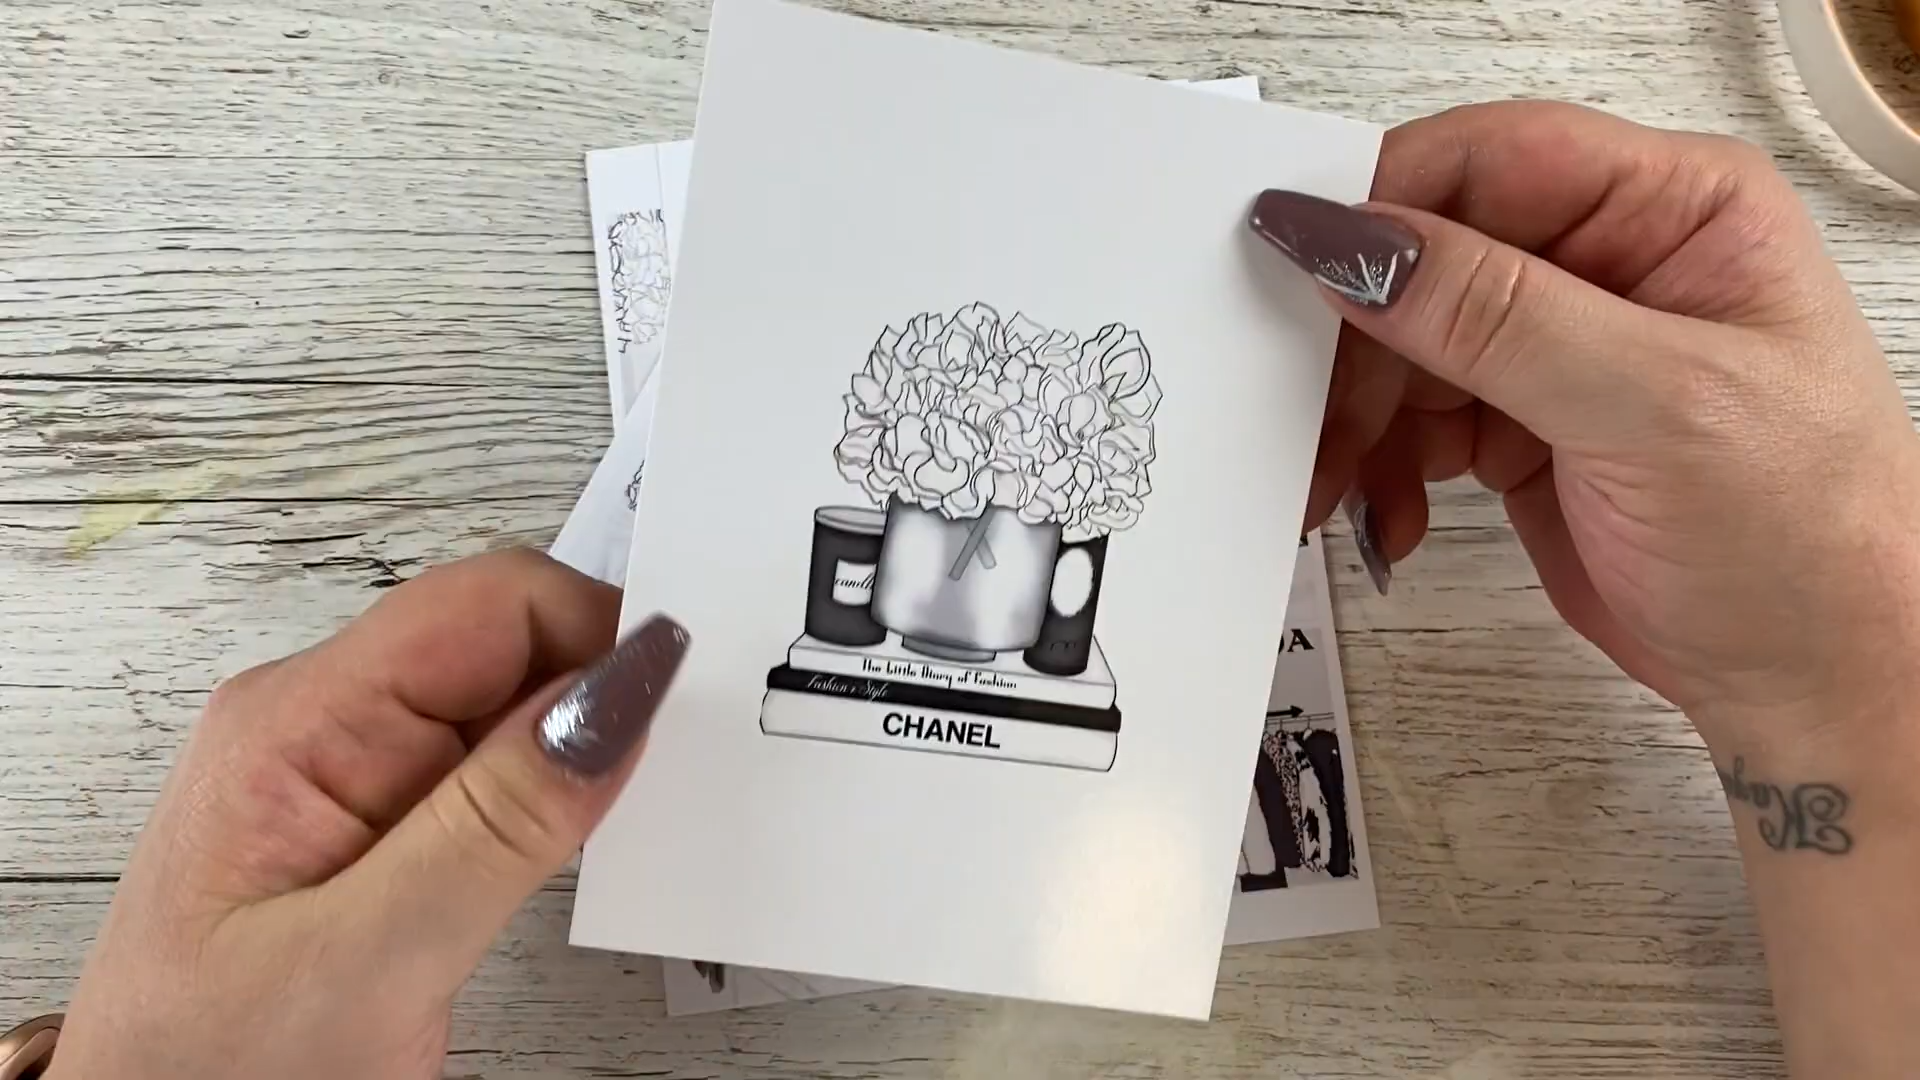 candl
The Little Diary of Fashion
Fashion & Style
CHANEL
DA